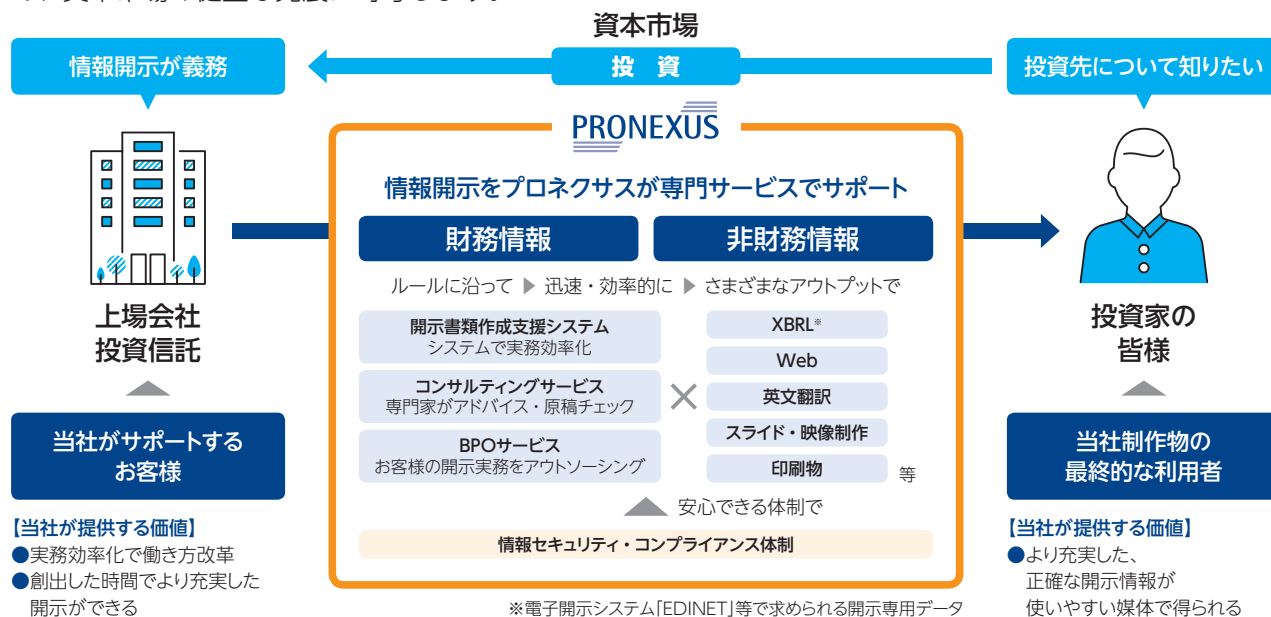 資本市場
情報開示が義務
投 資
投資先について知りたい
PRONEXUS
情報開示をプロネクサスが専門サービスでサポート
財務情報
非財務情報
ルールに沿って ▶ 迅速・効率的に ▶ さまざまなアウトプットで
開示書類作成支援システム
システムで実務効率化
コンサルティングサービス
専門家がアドバイス・原稿チェック
BPOサービス
お客様の開示実務をアウトソーシング
×
XBRL※
Web
英文翻訳
スライド・映像制作
印刷物
等
安心できる体制で
情報セキュリティ・コンプライアンス体制
※電子開示システム「EDINET」等で求められる開示専用データ
上場会社
投資信託
当社がサポートする
お客様
【当社が提供する価値】
●実務効率化で働き方改革
●創出した時間でより充実した
開示ができる
投資家の
皆様
当社制作物の
最終的な利用者
【当社が提供する価値】
●より充実した、
正確な開示情報が
使いやすい媒体で得られる